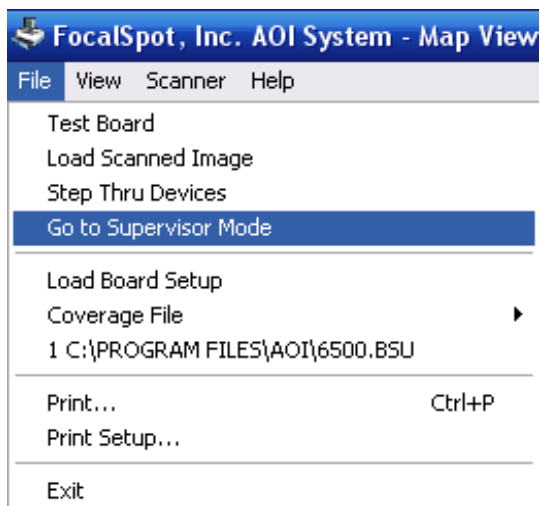 FocalSpot, Inc. AOI System - Map View
File View Scanner Help
Test Board
Load Scanned Image
Step Thru Devices
Go to Supervisor Mode
Load Board Setup
Coverage File
1 C:\PROGRAM FILES\AOI\6500.BSU
Print... Ctrl+P
Print Setup...
Exit